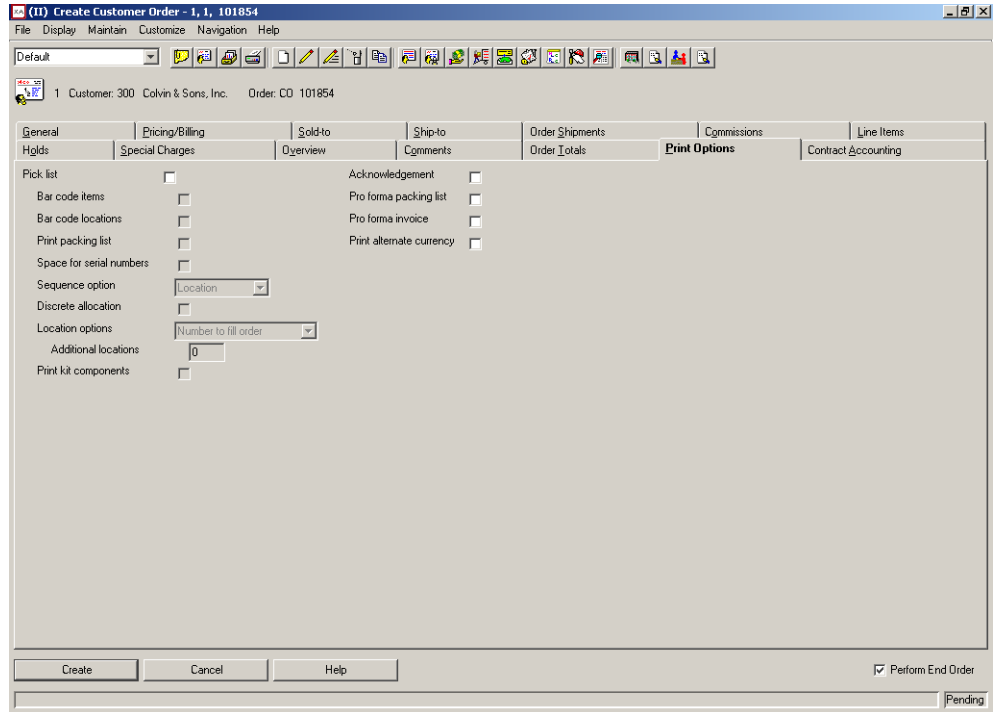 (II) Create Customer Order - 1, 1, 101854
File Display Maintain Customize Navigation Help
Default
1 Customer: 300 Colvin & Sons, Inc. Order: CO 101854
General Pricing/Billing Sold-to Ship-to Order Shipments Commissions Line Items
Holds Special Charges Overview Comments Order Totals Print Options Contract Accounting
Pick list Acknowledgement
Bar code items Pro forma packing list
Bar code locations Pro forma invoice
Print packing list Print alternate currency
Space for serial numbers
Sequence option Location
Discrete allocation
Location options Number to fill order
Additional locations 0
Print kit components
Create Cancel Help Perform End Order
Pending